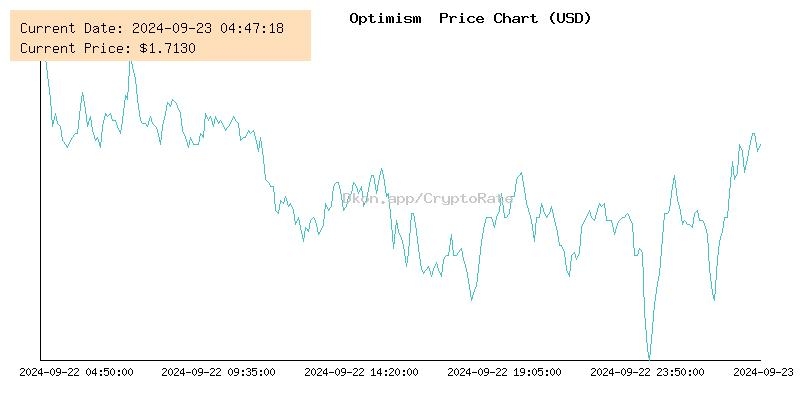 Optimism  Price Chart (USD)
Current Date: 2024-09-23 04:47:18
Current Price: $1.7130
Dkon.app/CryptoRate
2024-09-22 04:50:00 2024-09-22 09:35:00 2024-09-22 14:20:00 2024-09-22 19:05:00 2024-09-22 23:50:00 2024-09-23